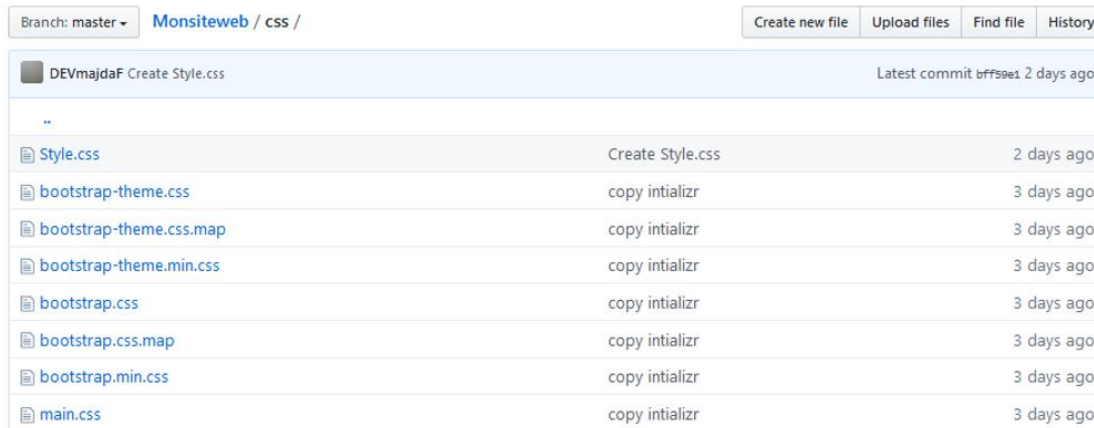 Branch: master Monsiteweb / css / Create new file Upload files Find file History
DEVmajdaF Create Style.css Latest commit bff59e1 2 days ago
..
Style.css Create Style.css 2 days ago
bootstrap-theme.css copy intializr 3 days ago
bootstrap-theme.css.map copy intializr 3 days ago
bootstrap-theme.min.css copy intializr 3 days ago
bootstrap.css copy intializr 3 days ago
bootstrap.css.map copy intializr 3 days ago
bootstrap.min.css copy intializr 3 days ago
main.css copy intializr 3 days ago